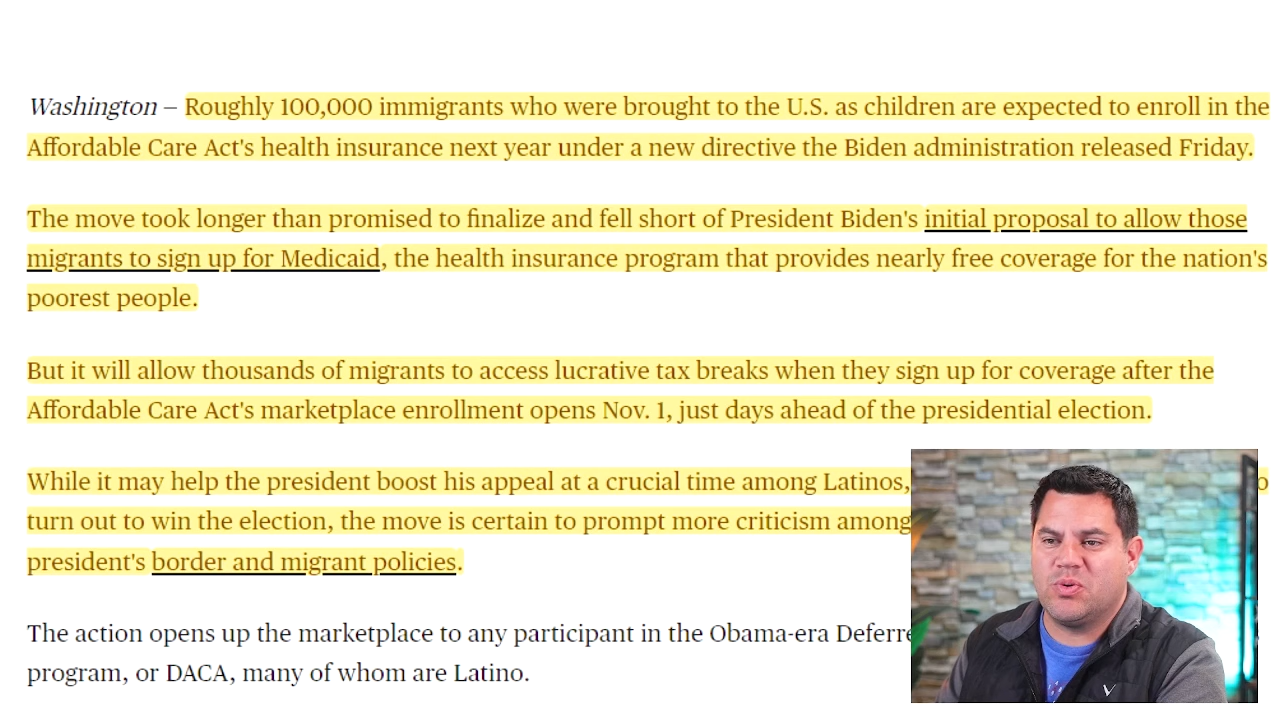 Washington – Roughly 100,000 immigrants who were brought to the U.S. as children are expected to enroll in the
Affordable Care Act's health insurance next year under a new directive the Biden administration released Friday.
The move took longer than promised to finalize and fell short of President Biden's initial proposal to allow those
migrants to sign up for Medicaid, the health insurance program that provides nearly free coverage for the nation's
poorest people.
But it will allow thousands of migrants to access lucrative tax breaks when they sign up for coverage after the
Affordable Care Act's marketplace enrollment opens Nov. 1, just days ahead of the presidential election.
While it may help the president boost his appeal at a crucial time among Latinos,
turn out to win the election, the move is certain to prompt more criticism among
president's border and migrant policies.
The action opens up the marketplace to any participant in the Obama-era
program, or DACA, many of whom are Latino.